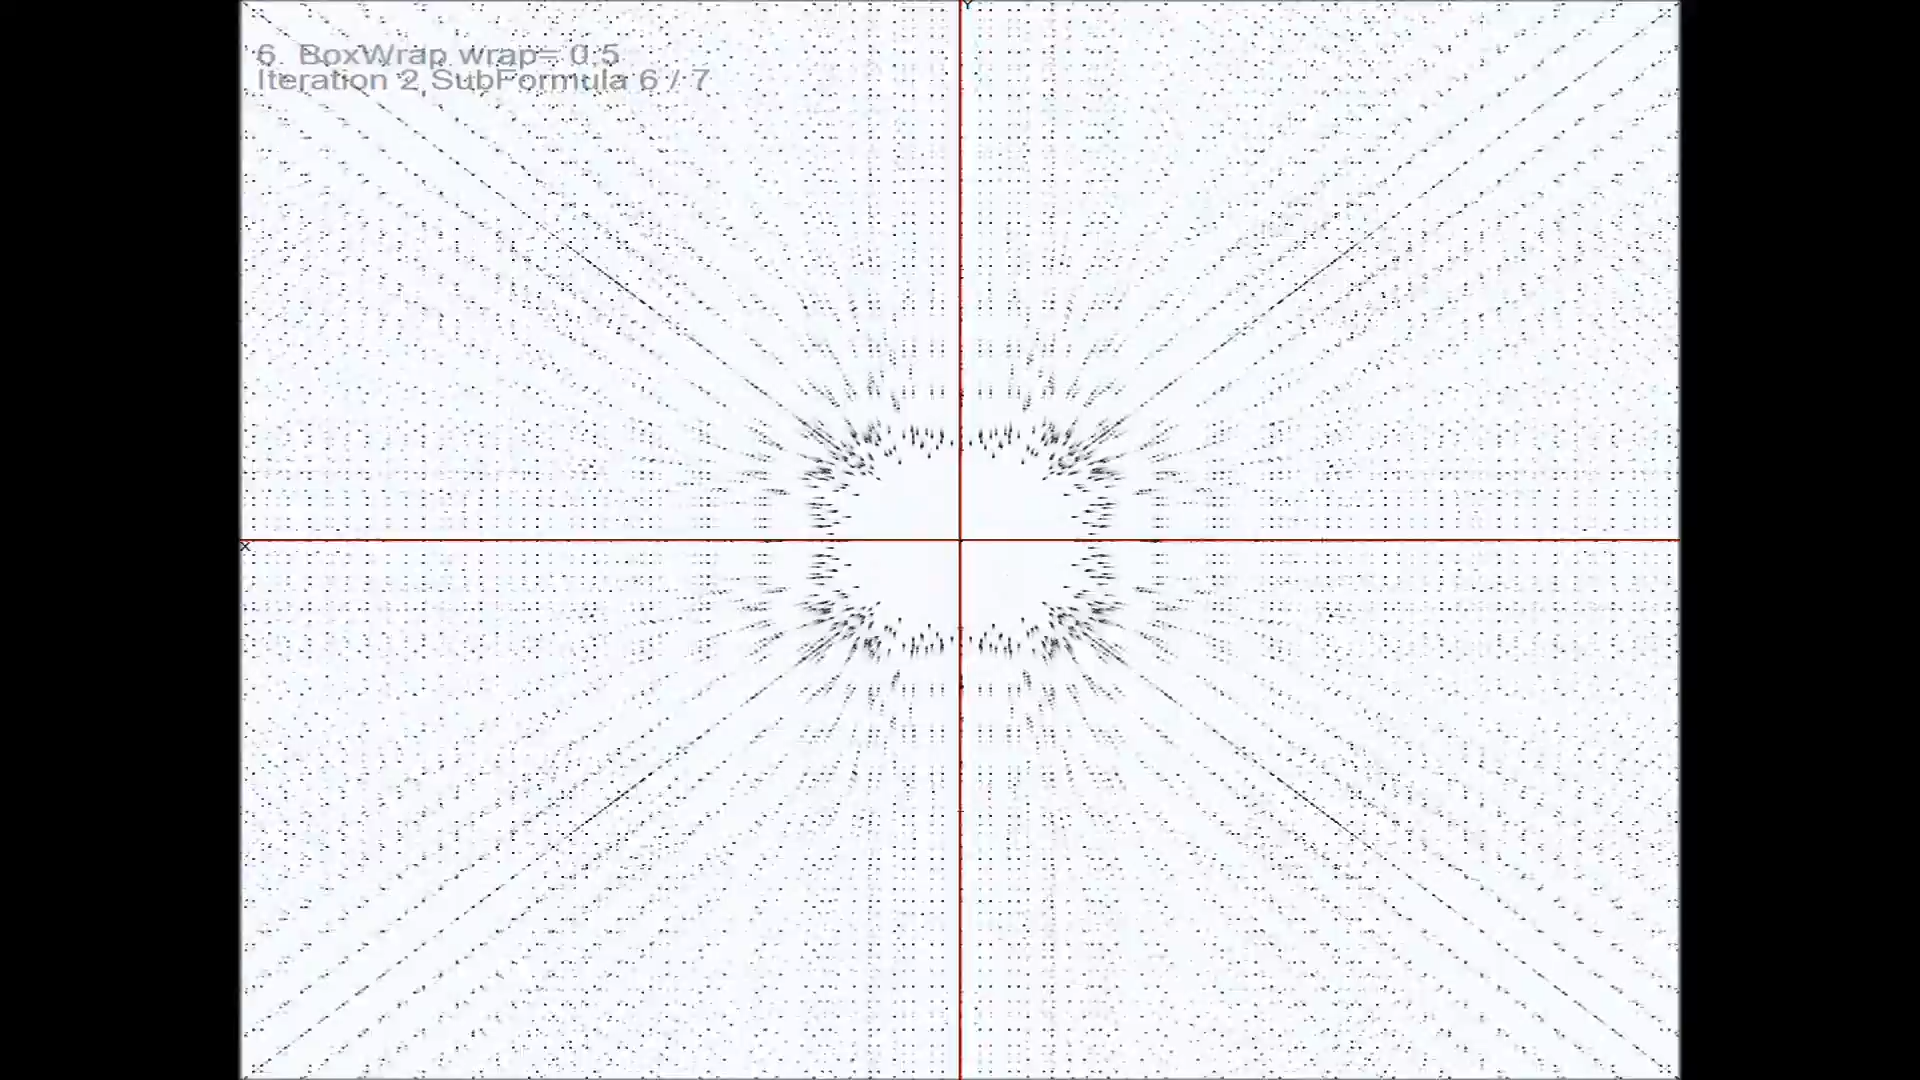 6. BoxWrap wrap= 0.5
Iteration 2 SubFormula 6 / 7
Y
X